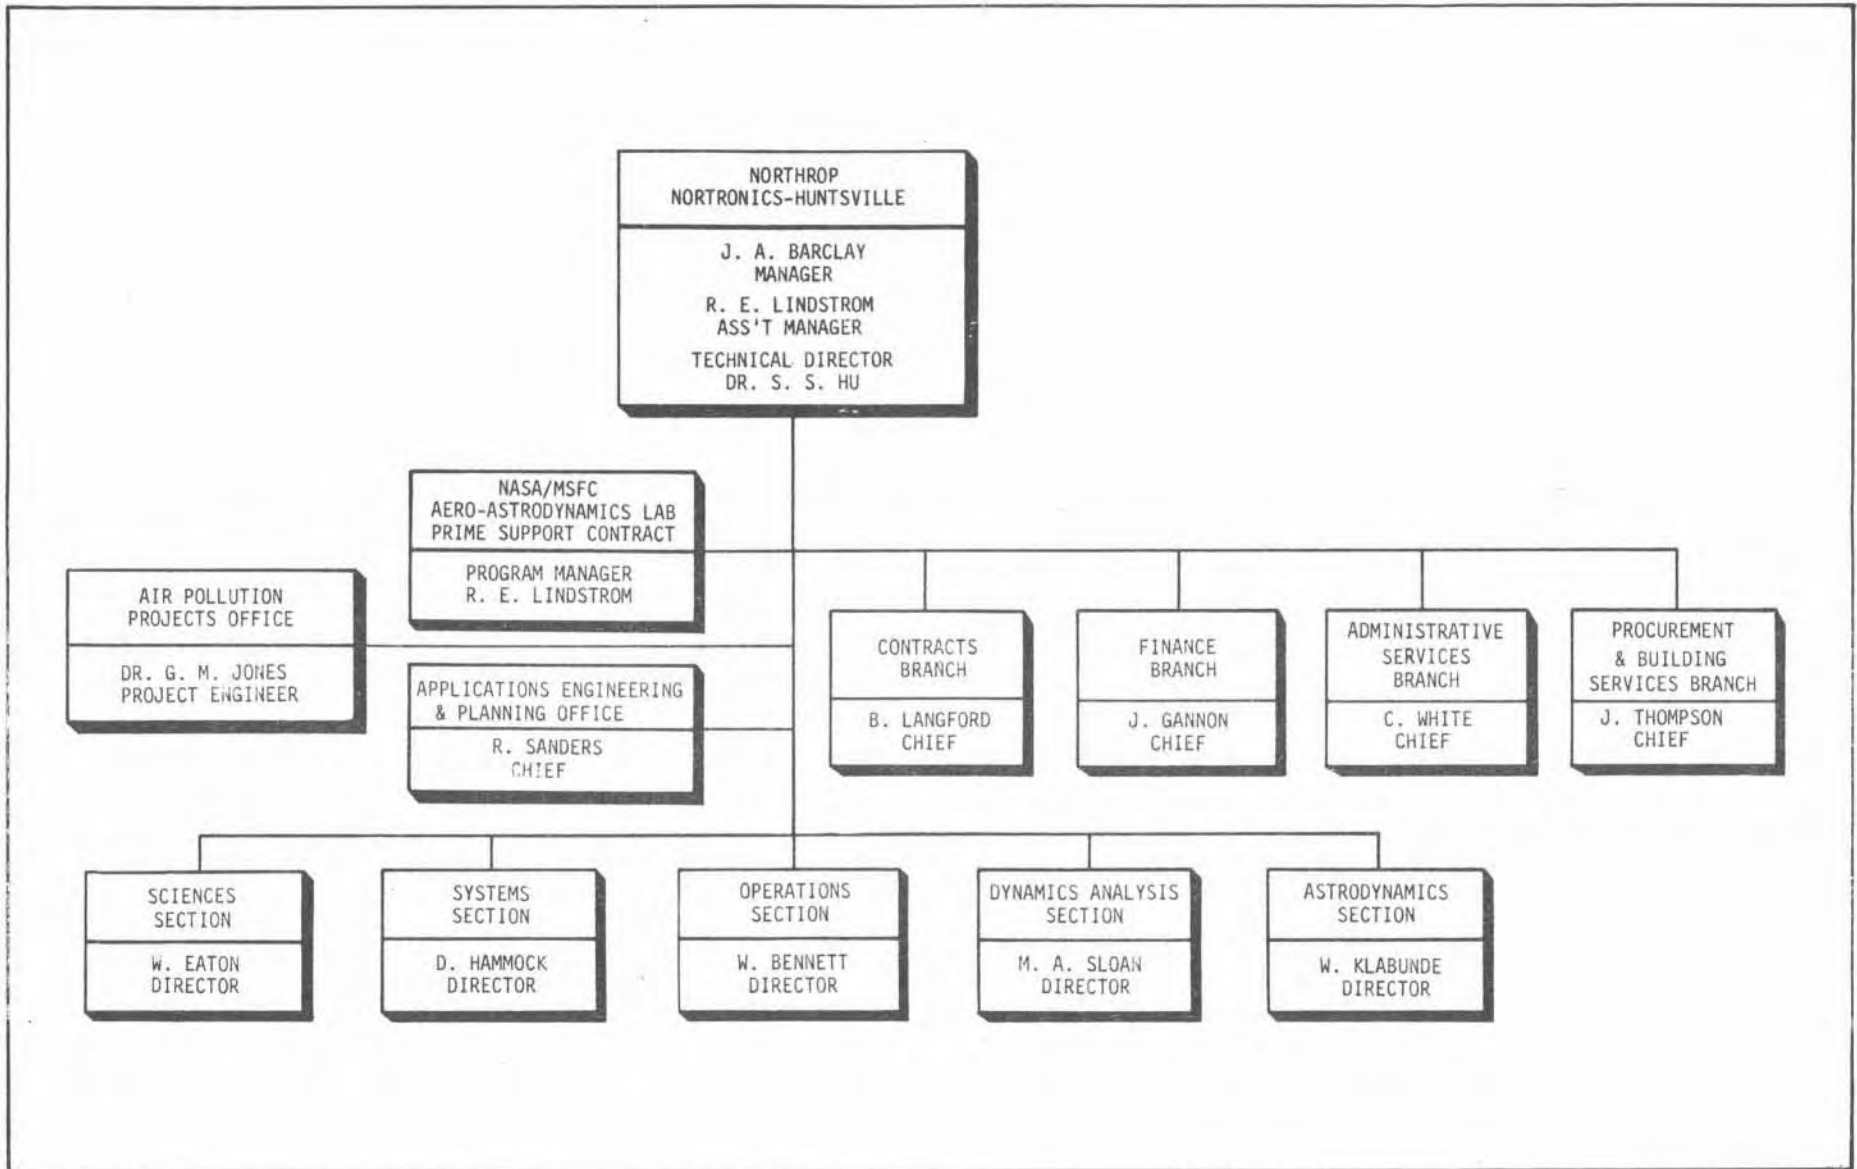 NORTHROP
NORTRONICS-HUNTSVILLE
J. A. BARCLAY
MANAGER
R. E. LINDSTROM
ASS'T MANAGER
TECHNICAL DIRECTOR
DR. S. S. HU
NASA/MSFC
AERO-ASTRODYNAMICS LAB
PRIME SUPPORT CONTRACT
PROGRAM MANAGER
R. E. LINDSTROM
AIR POLLUTION
PROJECTS OFFICE
DR. G. M. JONES
PROJECT ENGINEER
APPLICATIONS ENGINEERING
& PLANNING OFFICE
R. SANDERS
CHIEF
CONTRACTS
BRANCH
B. LANGFORD
CHIEF
FINANCE
BRANCH
J. GANNON
CHIEF
ADMINISTRATIVE
SERVICES
BRANCH
C. WHITE
CHIEF
PROCUREMENT
& BUILDING
SERVICES BRANCH
J. THOMPSON
CHIEF
SCIENCES
SECTION
W. EATON
DIRECTOR
SYSTEMS
SECTION
D. HAMMOCK
DIRECTOR
OPERATIONS
SECTION
W. BENNETT
DIRECTOR
DYNAMICS ANALYSIS
SECTION
M. A. SLOAN
DIRECTOR
ASTRODYNAMICS
SECTION
W. KLABUNDE
DIRECTOR